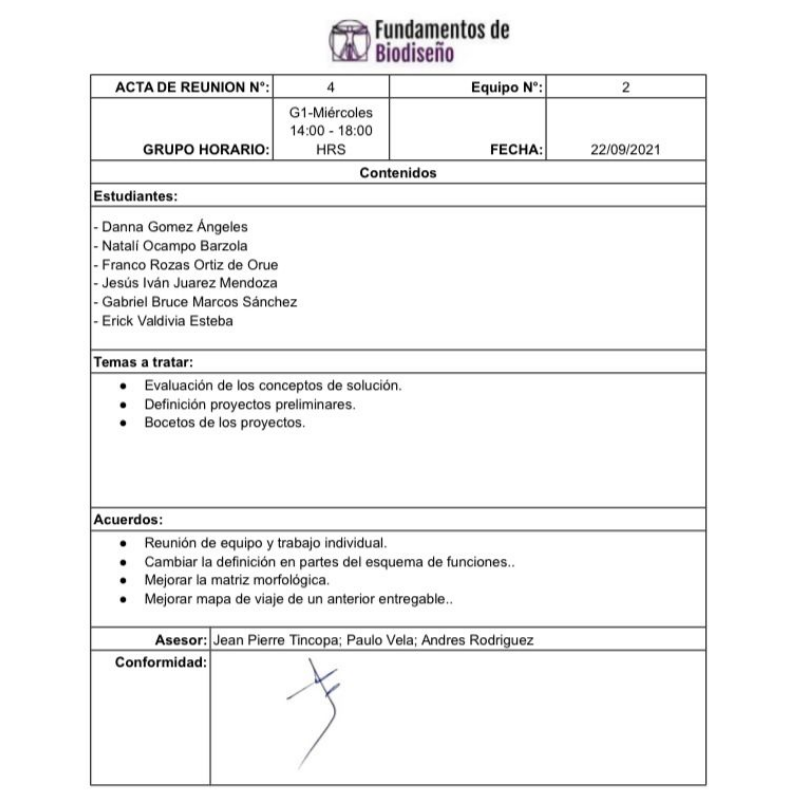 Fundamentos de
Biodiseño
ACTA DE REUNION N°: 4 Equipo N°: 2
G1-Miércoles
14:00 - 18:00
GRUPO HORARIO: HRS FECHA: 22/09/2021
Contenidos
Estudiantes:
- Danna Gomez Ángeles
- Natalí Ocampo Barzola
- Franco Rozas Ortiz de Orue
- Jesús Iván Juarez Mendoza
- Gabriel Bruce Marcos Sánchez
- Erick Valdivia Esteba
Temas a tratar:
● Evaluación de los conceptos de solución.
● Definición proyectos preliminares.
● Bocetos de los proyectos.
Acuerdos:
● Reunión de equipo y trabajo individual.
● Cambiar la definición en partes del esquema de funciones..
● Mejorar la matriz morfológica.
● Mejorar mapa de viaje de un anterior entregable..
Asesor: Jean Pierre Tincopa; Paulo Vela; Andres Rodriguez
Conformidad: